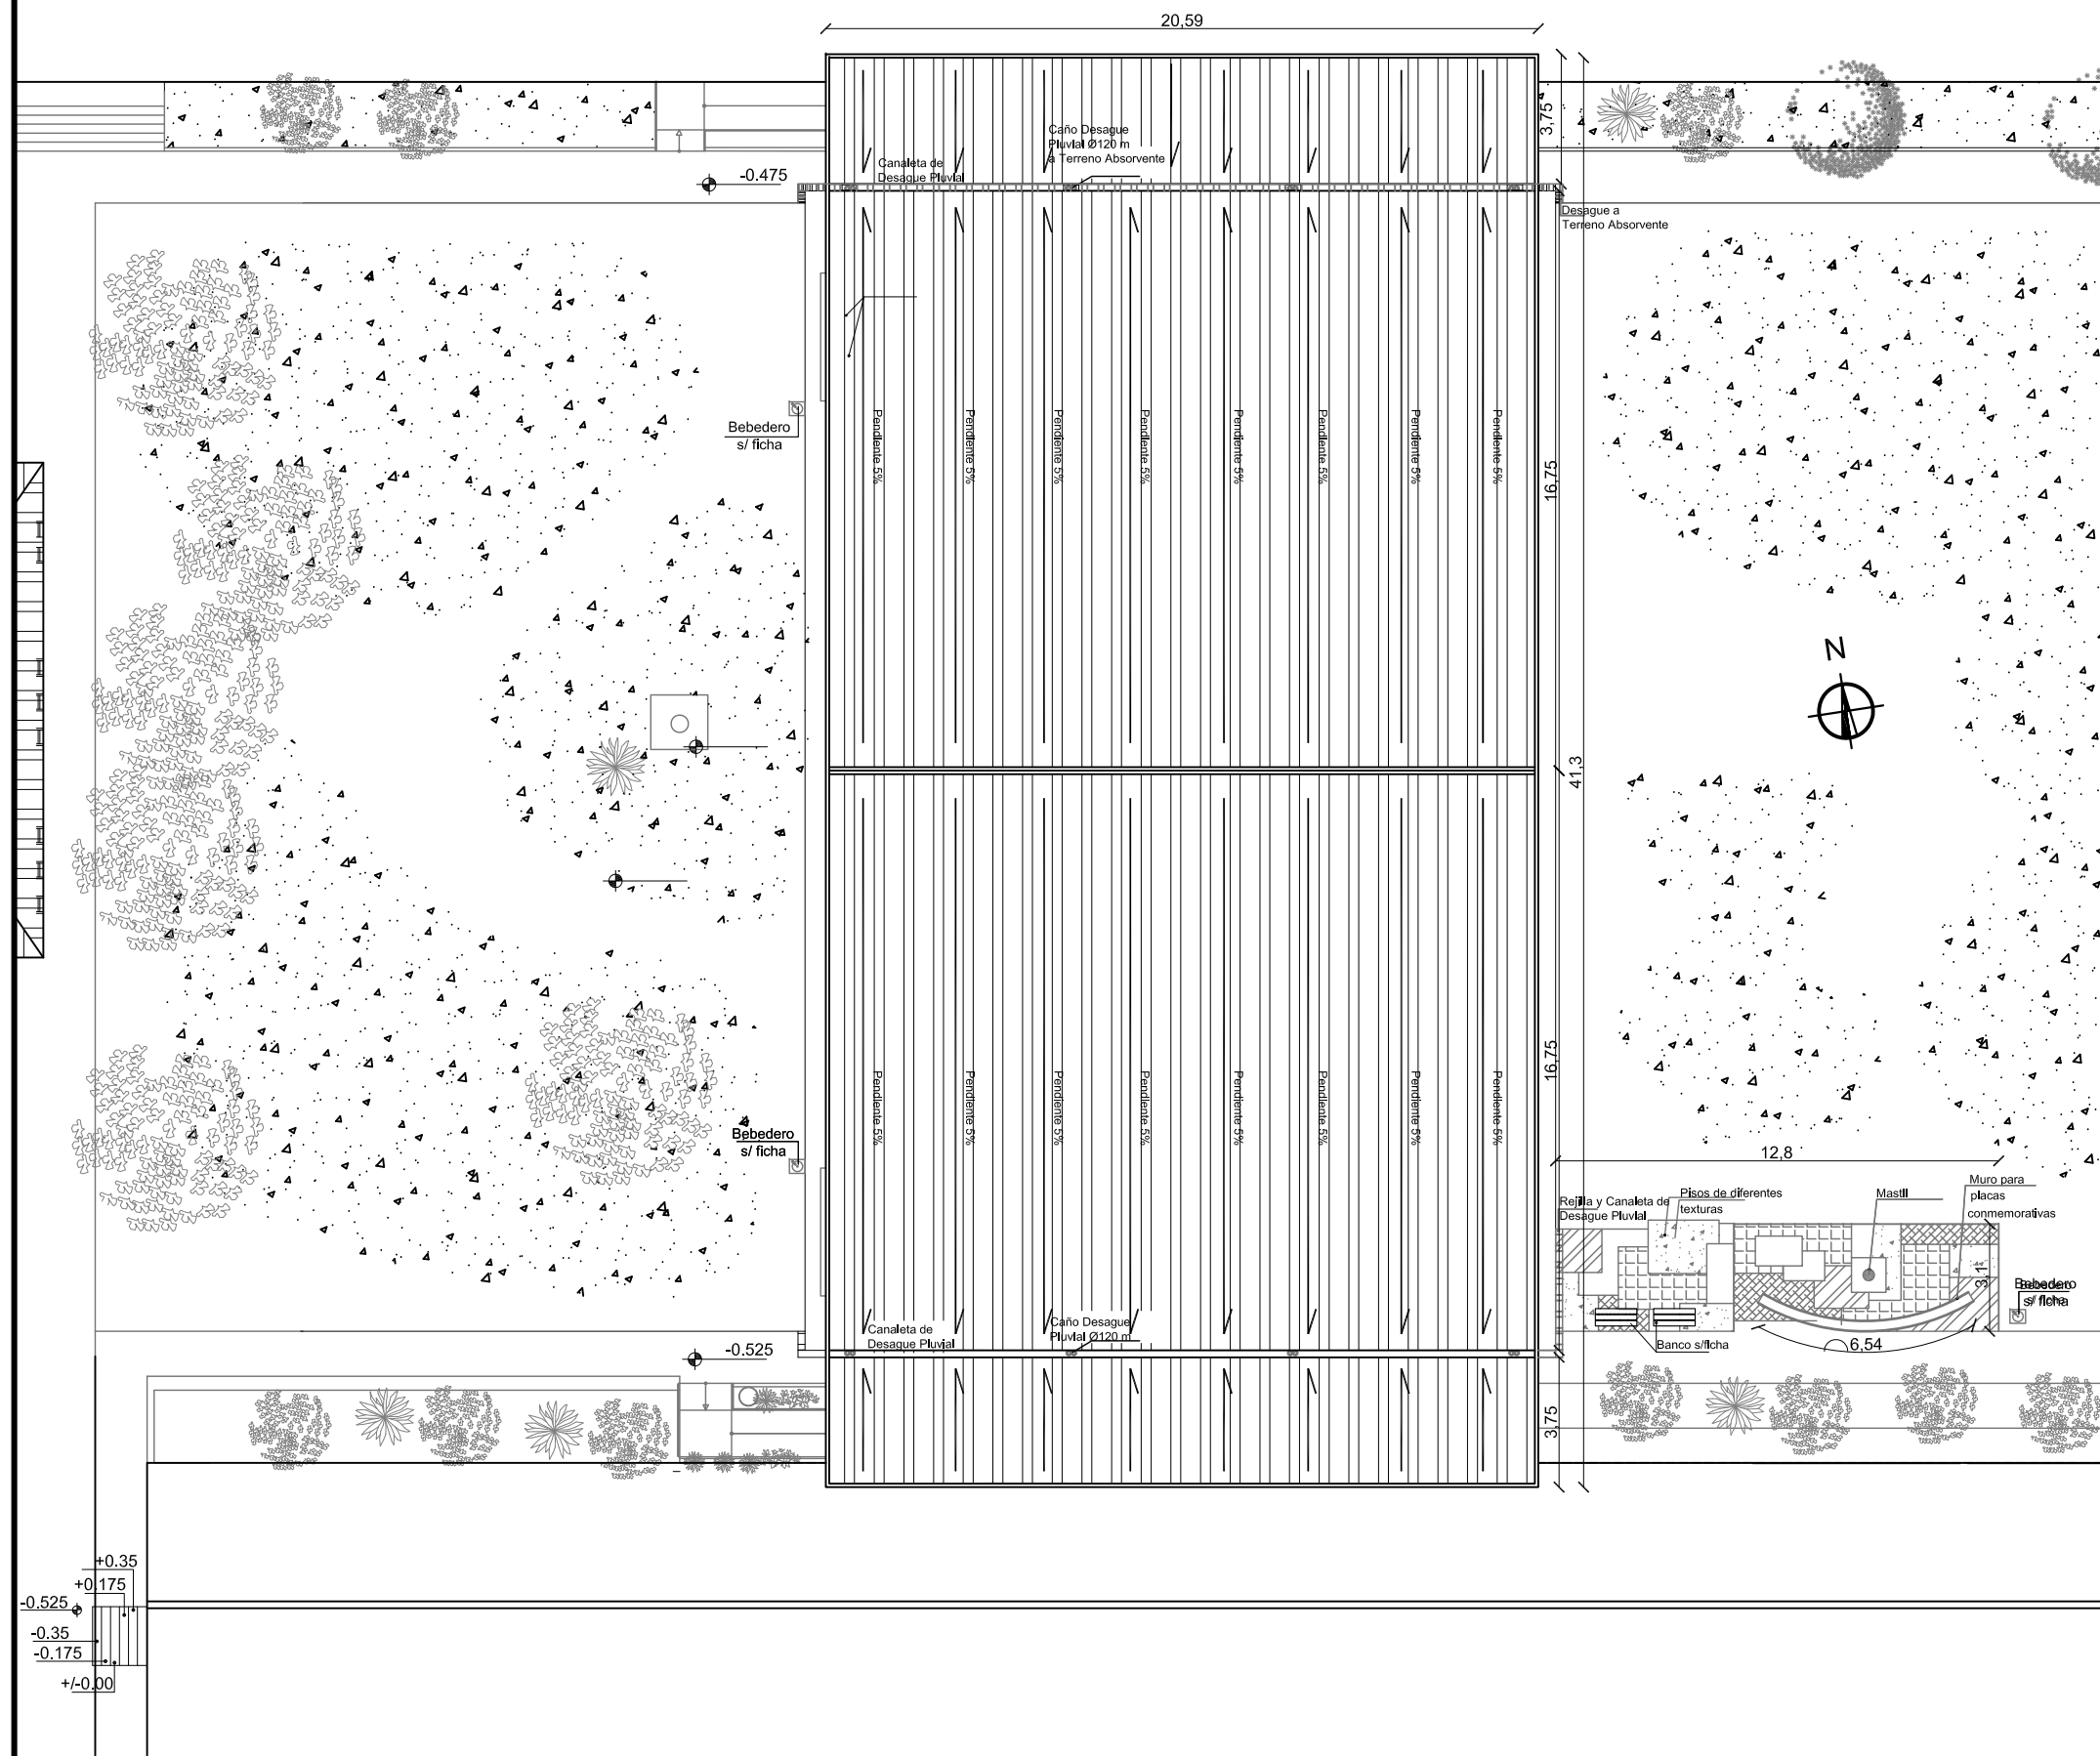 20,59
3,75
Caño Desague
Pluvial Ø120 m
a Terreno Absorvente
Canaleta de
Desague Pluvial
-0.475
Desague a
Terreno Absorvente
Bebedero
s/ ficha
Pendiente 5%
Pendiente 5%
Pendiente 5%
Pendiente 5%
Pendiente 5%
Pendiente 5%
Pendiente 5%
Pendiente 5%
16,75
N
41,3
16,75
Pendiente 5%
Pendiente 5%
Pendiente 5%
Pendiente 5%
Pendiente 5%
Pendiente 5%
Pendiente 5%
Pendiente 5%
Bebedero
s/ ficha
12,8
Rejilla y Canaleta de
Desague Pluvial
Pisos de diferentes
texturas
Mastil
Muro para
placas
conmemorativas
3,1
Bebedero
s/ ficha
Banco s/ficha
6,54
Canaleta de
Desague Pluvial
Caño Desague
Pluvial Ø120 m
-0.525
3,75
+0.35
+0.175
-0.525
-0.35
-0.175
+/-0.00